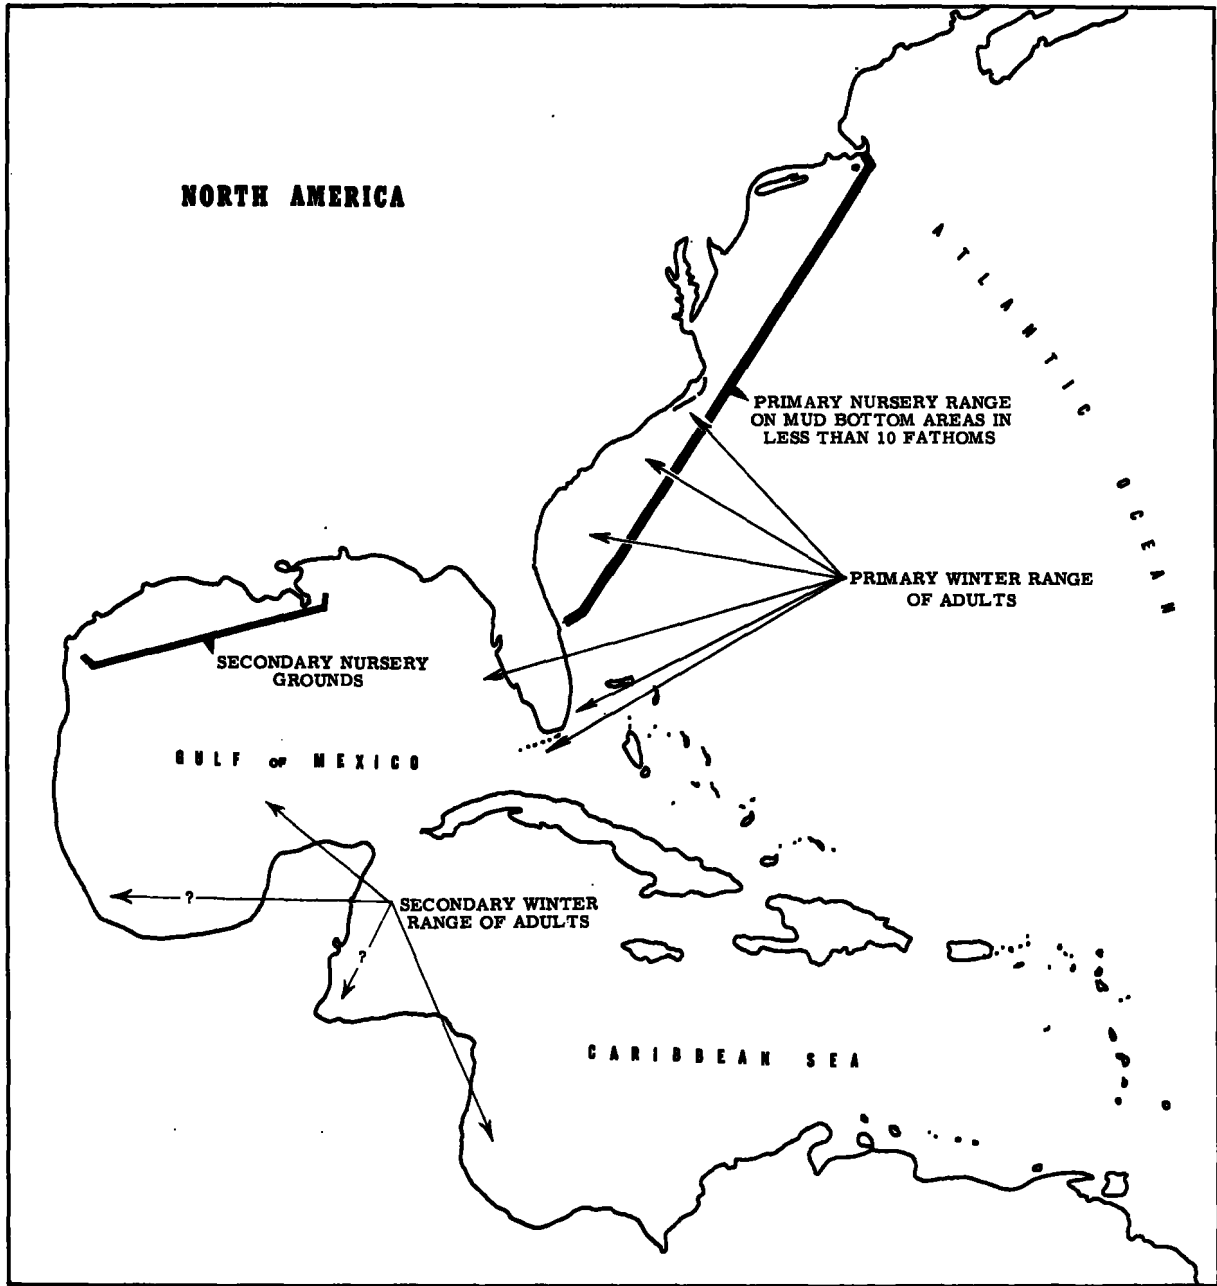 NORTH AMERICA
ATLANTIC OCEAN
PRIMARY NURSERY RANGE
ON MUD BOTTOM AREAS IN
LESS THAN 10 FATHOMS
PRIMARY WINTER RANGE
OF ADULTS
SECONDARY NURSERY
GROUNDS
GULF OF MEXICO
?
SECONDARY WINTER
RANGE OF ADULTS
?
CARIBBEAN SEA